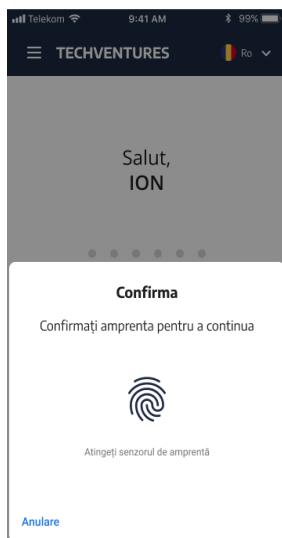 Telekom 9:41 AM 99%
TECHVENTURES Ro
Salut,
ION
Confirma
Confirmați amprenta pentru a continua
Atingeți senzorul de amprentă
Anulare